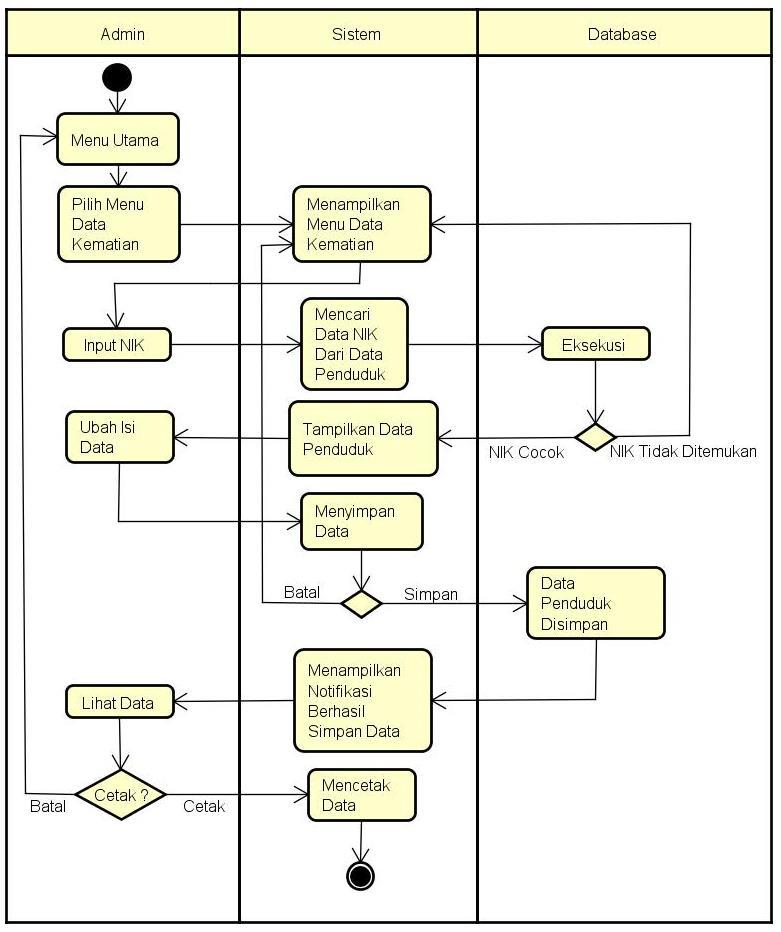 Admin
Sistem
Database
Menu Utama
Pilih Menu
Data
Kematian
Menampilkan
Menu Data
Kematian
Input NIK
Mencari
Data NIK
Dari Data
Penduduk
Eksekusi
NIK Cocok
NIK Tidak Ditemukan
Tampilkan Data
Penduduk
Ubah Isi
Data
Menyimpan
Data
Batal
Simpan
Data
Penduduk
Disimpan
Menampilkan
Notifikasi
Berhasil
Simpan Data
Lihat Data
Cetak ?
Batal
Cetak
Mencetak
Data